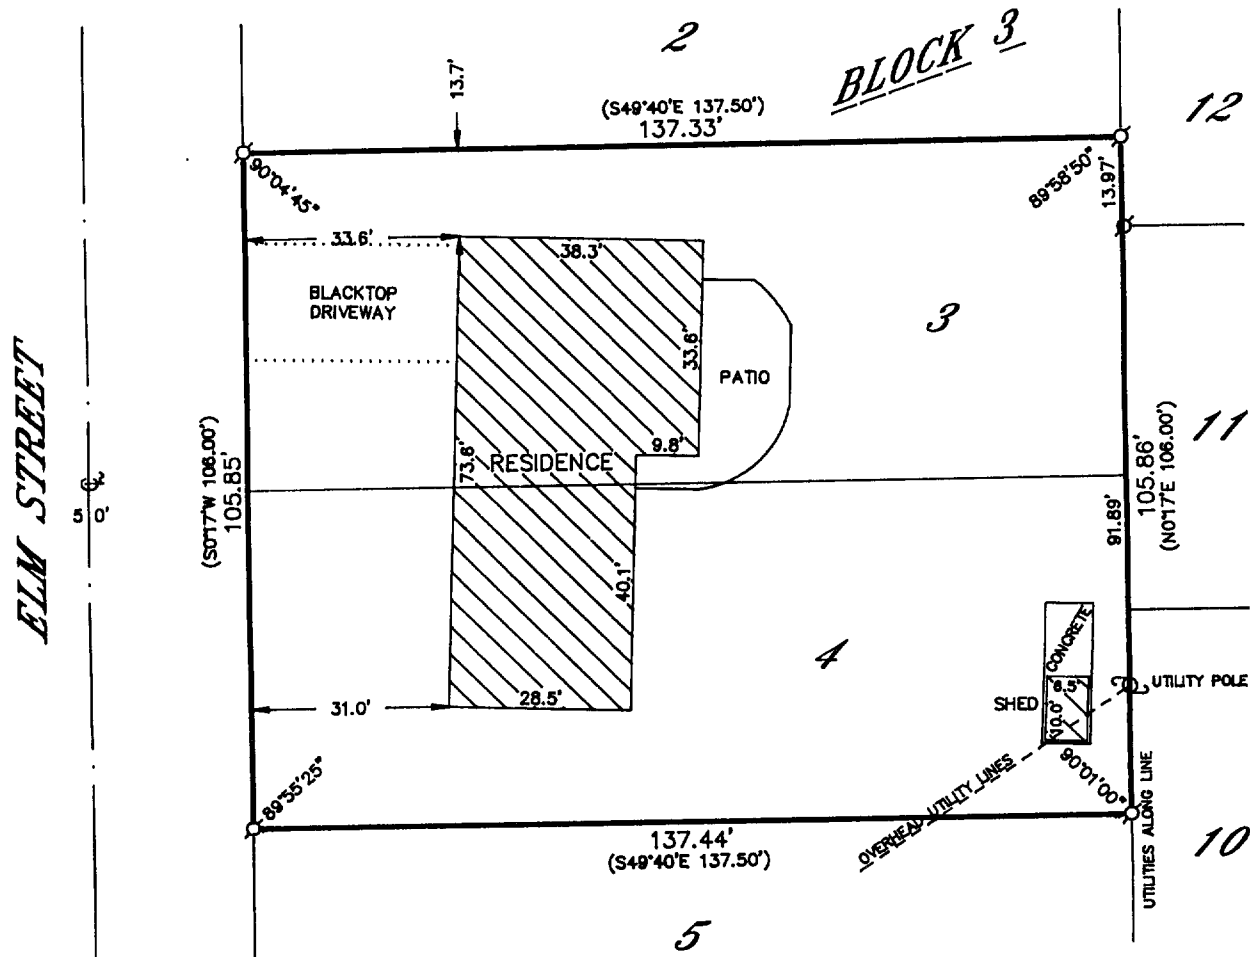 2
BLOCK 3
13.7'
(S49°40'E 137.50')
137.33'
12
90°04'45"
89°58'50"
13.97'
33.6'
38.3'
BLACKTOP
DRIVEWAY
3
33.6'
PATIO
ELM STREET
5 0'
(S0°17'W 106.00')
105.85'
73.6'
RESIDENCE
9.8'
11
105.86'
(N0°17'E 106.00')
91.89'
40.1'
4
CONCRETE
SHED
6.5'
10.0'
UTILITY POLE
31.0'
28.5'
89°55'25"
90°01'00"
OVERHEAD UTILITY LINES
UTILITIES ALONG LINE
137.44'
(S49°40'E 137.50')
10
5